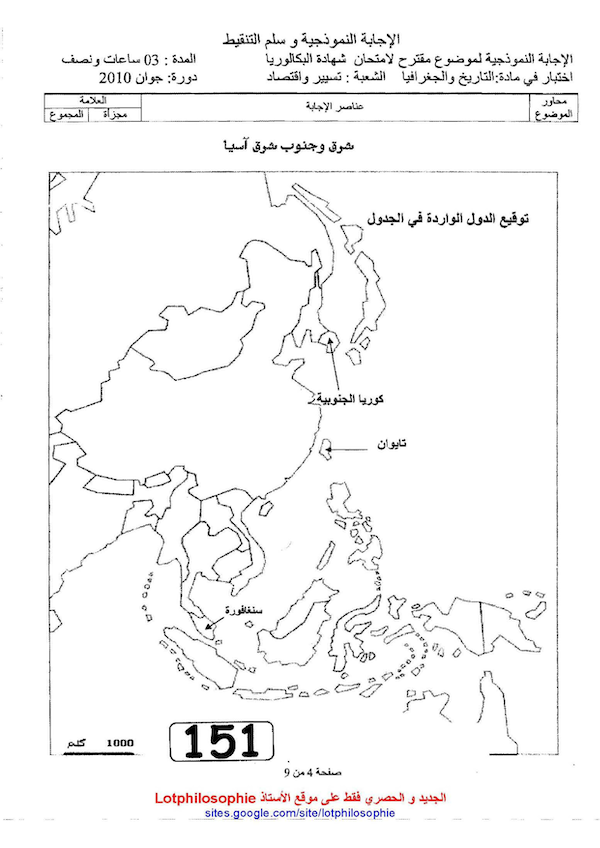 الإجابة النموذجية و سلم التنقيط
الإجابة النموذجية لموضوع مقترح لامتحان شهادة البكالوريا المدة : 03 ساعات ونصف
اختبار في مادة:التاريخ والجغرافيا الشعبة : تسيير واقتصاد دورة: جوان 2010
محاور الموضوع عناصر الإجابة العلامة
مجزأة المجموع
شرق وجنوب شرق آسيا
توقيع الدول الواردة في الجدول
كوريا الجنوبية
تايوان
سنغافورة
1000 كلم
151
صفحة 4 من 9
الجديد و الحصري فقط على موقع الأستاذ Lotphilosophie
sites.google.com/site/lotphilosophie